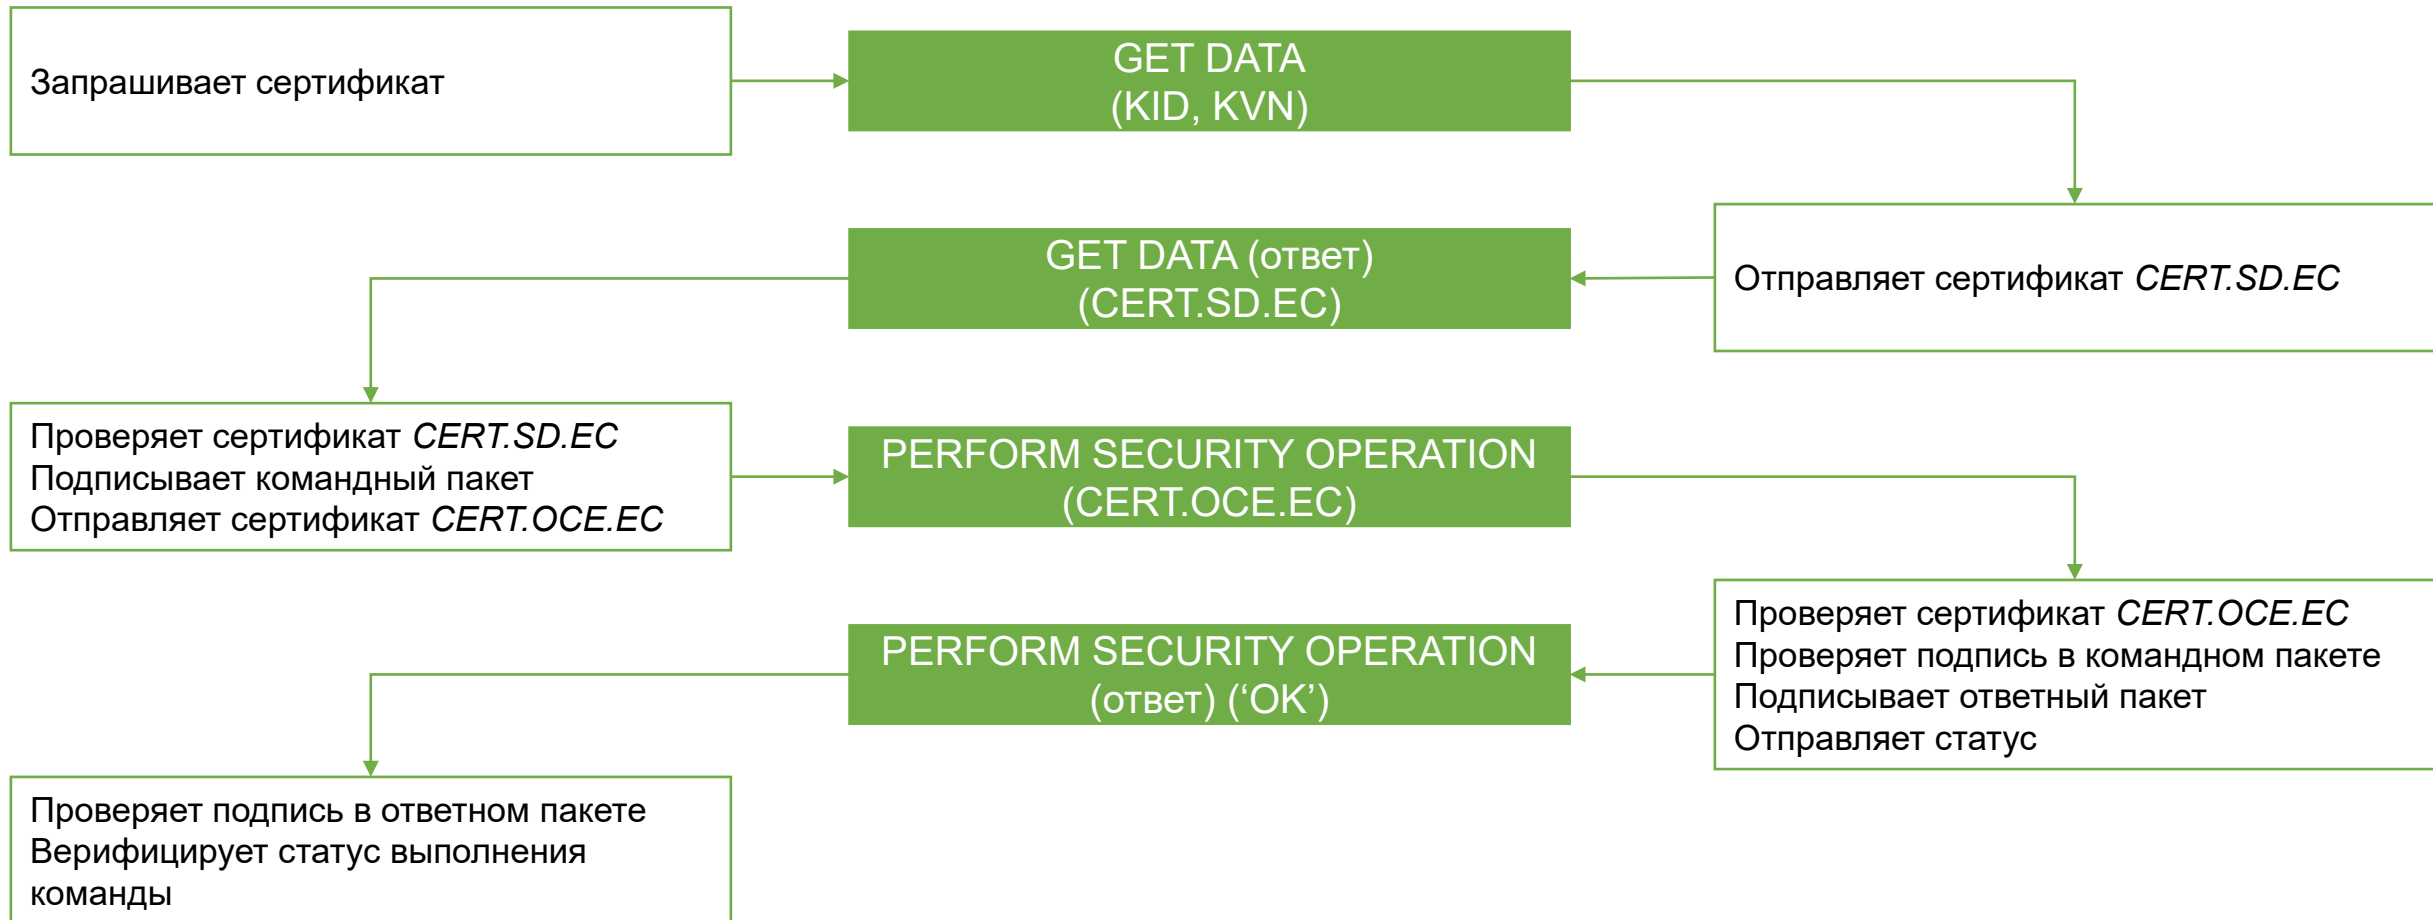 Запрашивает сертификат
GET DATA
(KID, KVN)
GET DATA (ответ)
(CERT.SD.EC)
Отправляет сертификат CERT.SD.EC
Проверяет сертификат CERT.SD.EC
Подписывает командный пакет
Отправляет сертификат CERT.OCE.EC
PERFORM SECURITY OPERATION
(CERT.OCE.EC)
Проверяет сертификат CERT.OCE.EC
Проверяет подпись в командном пакете
Подписывает ответный пакет
Отправляет статус
PERFORM SECURITY OPERATION
(ответ) (‘OK’)
Проверяет подпись в ответном пакете
Верифицирует статус выполнения
команды